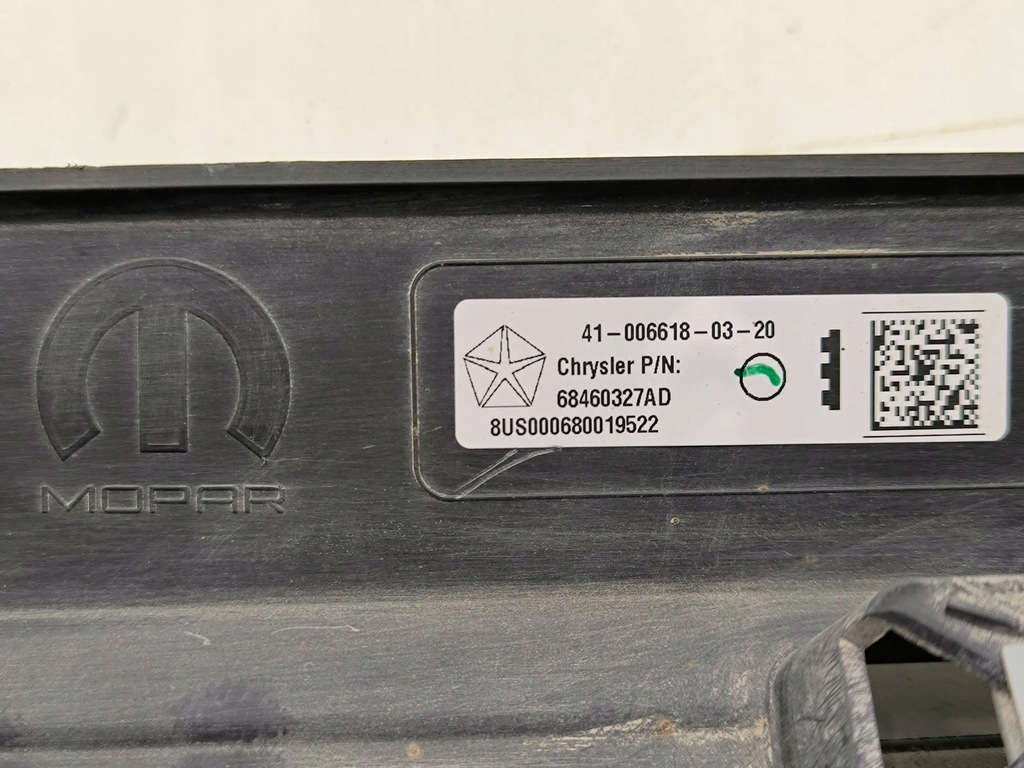 MOPAR
41-006618-03-20
Chrysler P/N:
68460327AD
8US000680019522